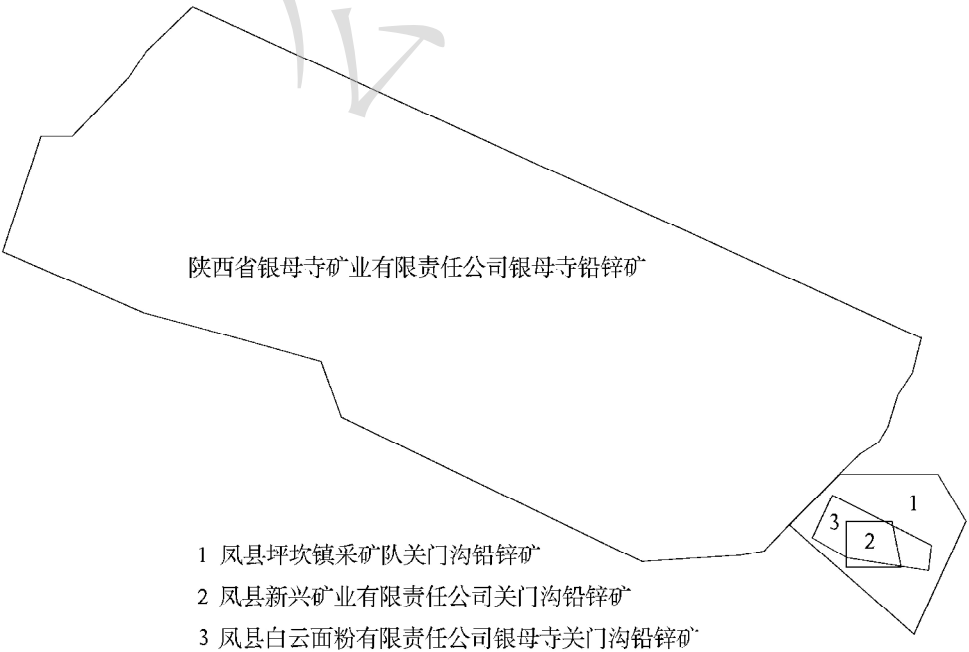 陕西省银母寺矿业有限责任公司银母寺铅锌矿
1
3
2
1 凤县坪坎镇采矿队关门沟铅锌矿
2 凤县新兴矿业有限责任公司关门沟铅锌矿
3 凤县白云面粉有限责任公司银母寺关门沟铅锌矿